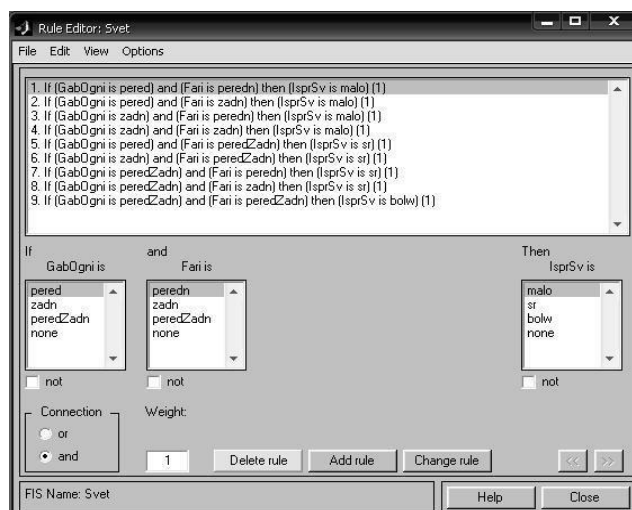 Rule Editor: Svet
File Edit View Options
1. If (GabOgni is pered) and (Fari is peredn) then (IsprSv is malo) (1)
2. If (GabOgni is pered) and (Fari is zadn) then (IsprSv is malo) (1)
3. If (GabOgni is zadn) and (Fari is peredn) then (IsprSv is malo) (1)
4. If (GabOgni is zadn) and (Fari is zadn) then (IsprSv is malo) (1)
5. If (GabOgni is pered) and (Fari is peredZadn) then (IsprSv is sr) (1)
6. If (GabOgni is zadn) and (Fari is peredZadn) then (IsprSv is sr) (1)
7. If (GabOgni is peredZadn) and (Fari is peredn) then (IsprSv is sr) (1)
8. If (GabOgni is peredZadn) and (Fari is zadn) then (IsprSv is sr) (1)
9. If (GabOgni is peredZadn) and (Fari is peredZadn) then (IsprSv is bolw) (1)
If and Then
GabOgni is Fari is IsprSv is
pered peredn malo
zadn zadn sr
peredZadn peredZadn bolw
none none none
not not not
Connection Weight:
or
and 1 Delete rule Add rule Change rule << >>
FIS Name: Svet Help Close